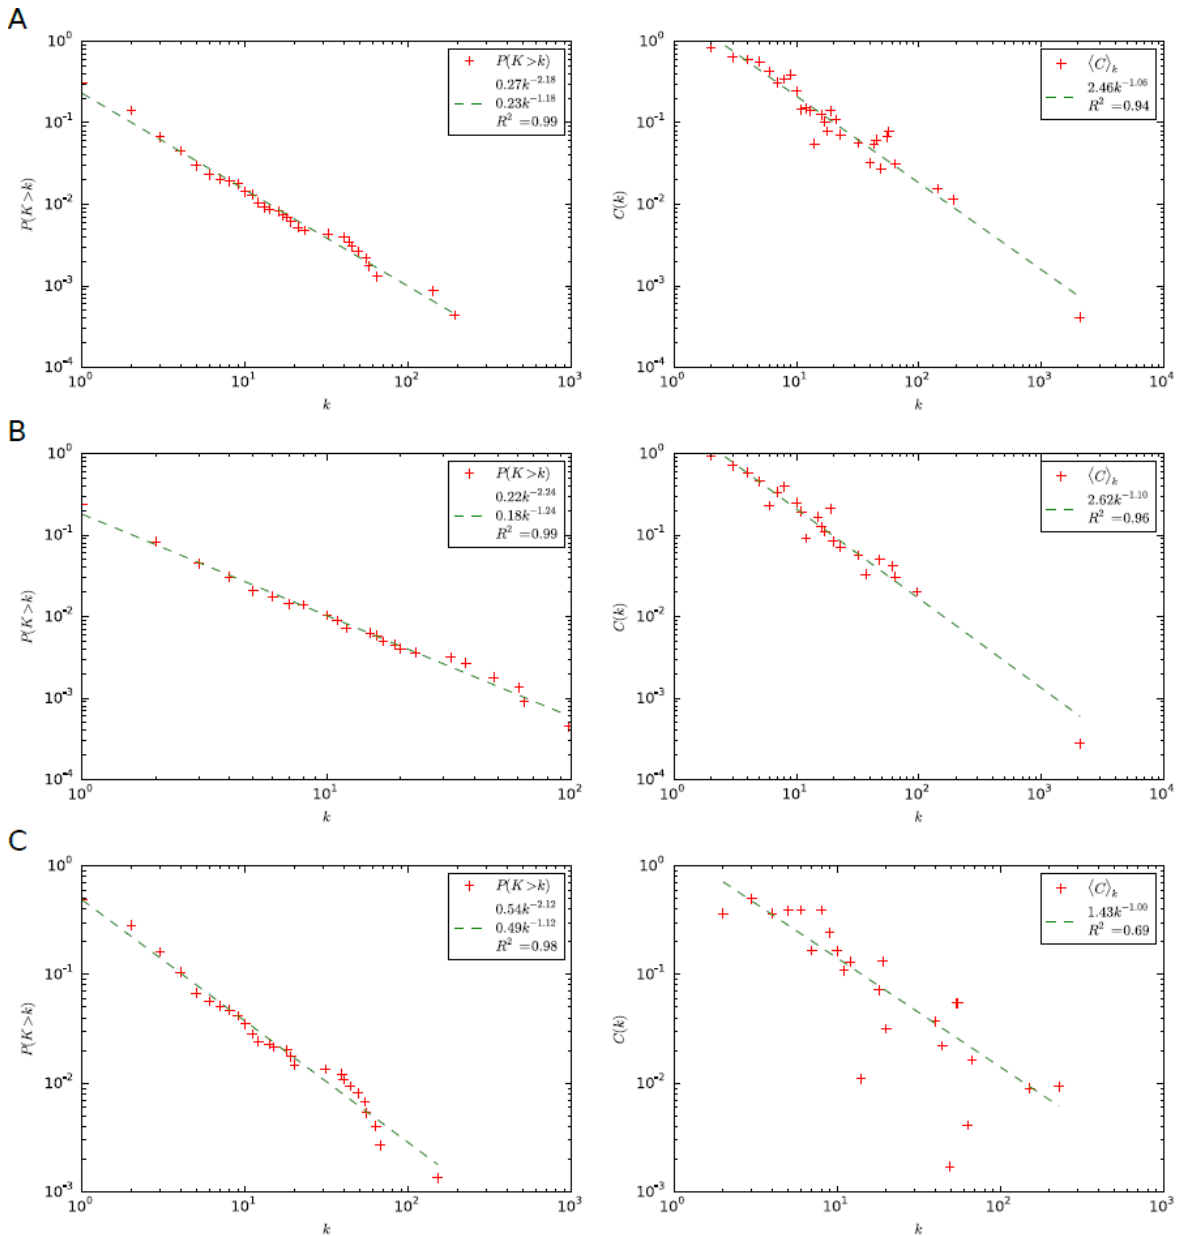 A
10^0
10^-1
10^-2
10^-3
10^-4
P(K>k)
P(K>k)
0.27k^-2.18
0.23k^-1.18
R^2 =0.99
10^0
10^1
10^2
10^3
k
10^0
10^-1
10^-2
10^-3
10^-4
C(k)
⟨C⟩k
2.46k^-1.06
R^2 =0.94
10^0
10^1
10^2
10^3
10^4
k
B
10^0
10^-1
10^-2
10^-3
10^-4
P(K>k)
P(K>k)
0.22k^-2.24
0.18k^-1.24
R^2 =0.99
10^0
10^1
10^2
k
10^0
10^-1
10^-2
10^-3
10^-4
C(k)
⟨C⟩k
2.62k^-1.10
R^2 =0.96
10^0
10^1
10^2
10^3
10^4
k
C
10^0
10^-1
10^-2
10^-3
P(K>k)
P(K>k)
0.54k^-2.12
0.49k^-1.12
R^2 =0.98
10^0
10^1
10^2
10^3
k
10^0
10^-1
10^-2
10^-3
C(k)
⟨C⟩k
1.43k^-1.00
R^2 =0.69
10^0
10^1
10^2
10^3
k